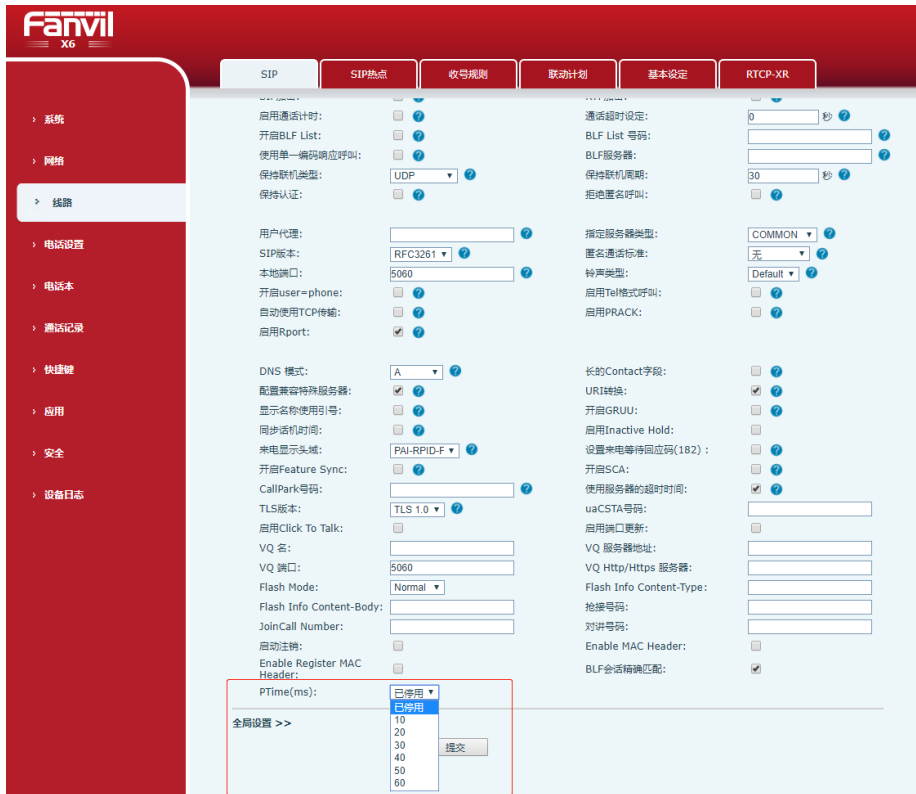 Fanvil
X6
SIP SIP热点 收号规则 联动计划 基本设定 RTCP-XR
› 系统
› 网络
› 线路
› 电话设置
› 电话本
› 通话记录
› 快捷键
› 应用
› 安全
› 设备日志
启用通话计时: 通话超时设定: 0 秒
开启BLF List: BLF List 号码:
使用单一编码响应呼叫: BLF服务器:
保持联机类型: UDP 保持联机周期: 30 秒
保持认证: 拒绝匿名呼叫:
用户代理: 指定服务器类型: COMMON
SIP版本: RFC3261 匿名通话标准: 无
本地端口: 5060 铃声类型: Default
开启user=phone: 启用Tel格式呼叫:
自动使用TCP传输: 启用PRACK:
启用Rport:
DNS 模式: A 长的Contact字段:
配置兼容特殊服务器: URI转换:
显示名称使用引号: 开启GRUU:
同步话机时间: 启用Inactive Hold:
来电显示头域: PAI-RPID-F 设置来电等待回应码(182) :
开启Feature Sync: 开启SCA:
CallPark号码: 使用服务器的超时时间:
TLS版本: TLS 1.0 uaCSTA号码:
启用Click To Talk: 启用端口更新:
VQ 名: VQ 服务器地址:
VQ 端口: 5060 VQ Http/Https 服务器:
Flash Mode: Normal Flash Info Content-Type:
Flash Info Content-Body: 抢接号码:
JoinCall Number: 对讲号码:
启动注销: Enable MAC Header:
Enable Register MAC
Header: BLF会话精确匹配:
PTime(ms): 已停用
已停用
全局设置 >>
10
20
30
提交
40
50
60